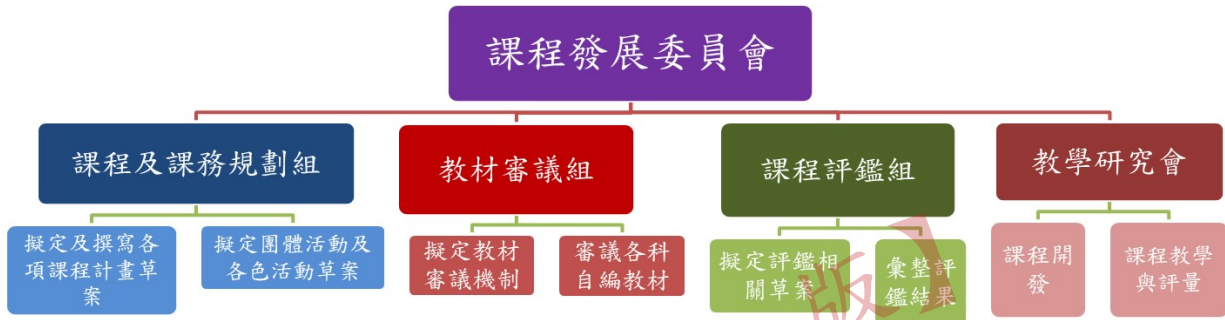 課程發展委員會
課程及課務規劃組
教材審議組
課程評鑑組
教學研究會
擬定及撰寫各
項課程計畫草
案
擬定團體活動及
各色活動草案
擬定教材
審議機制
審議各科
自編教材
擬定評鑑相
關草案
彙整評
鑑結果
課程開
發
課程教學
與評量
版】